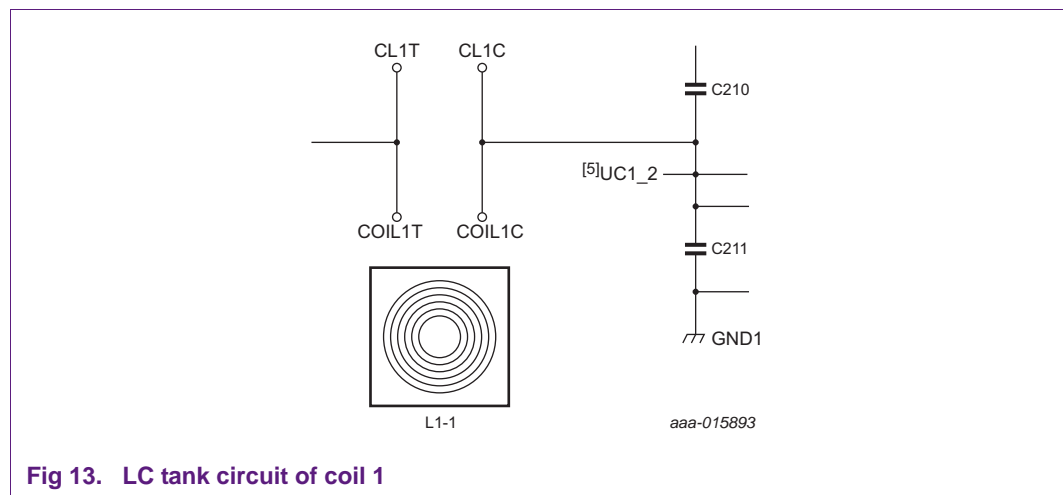 CL1T CL1C
C210
[5]UC1_2
COIL1T COIL1C
C211
GND1
L1-1
aaa-015893
Fig 13. LC tank circuit of coil 1